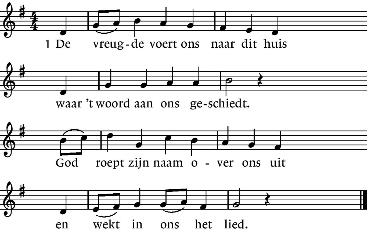 1 De vreug-de voert ons naar dit huis
waar 't woord aan ons ge-schiedt.
God roept zijn naam o-ver ons uit
en wekt in ons het lied.